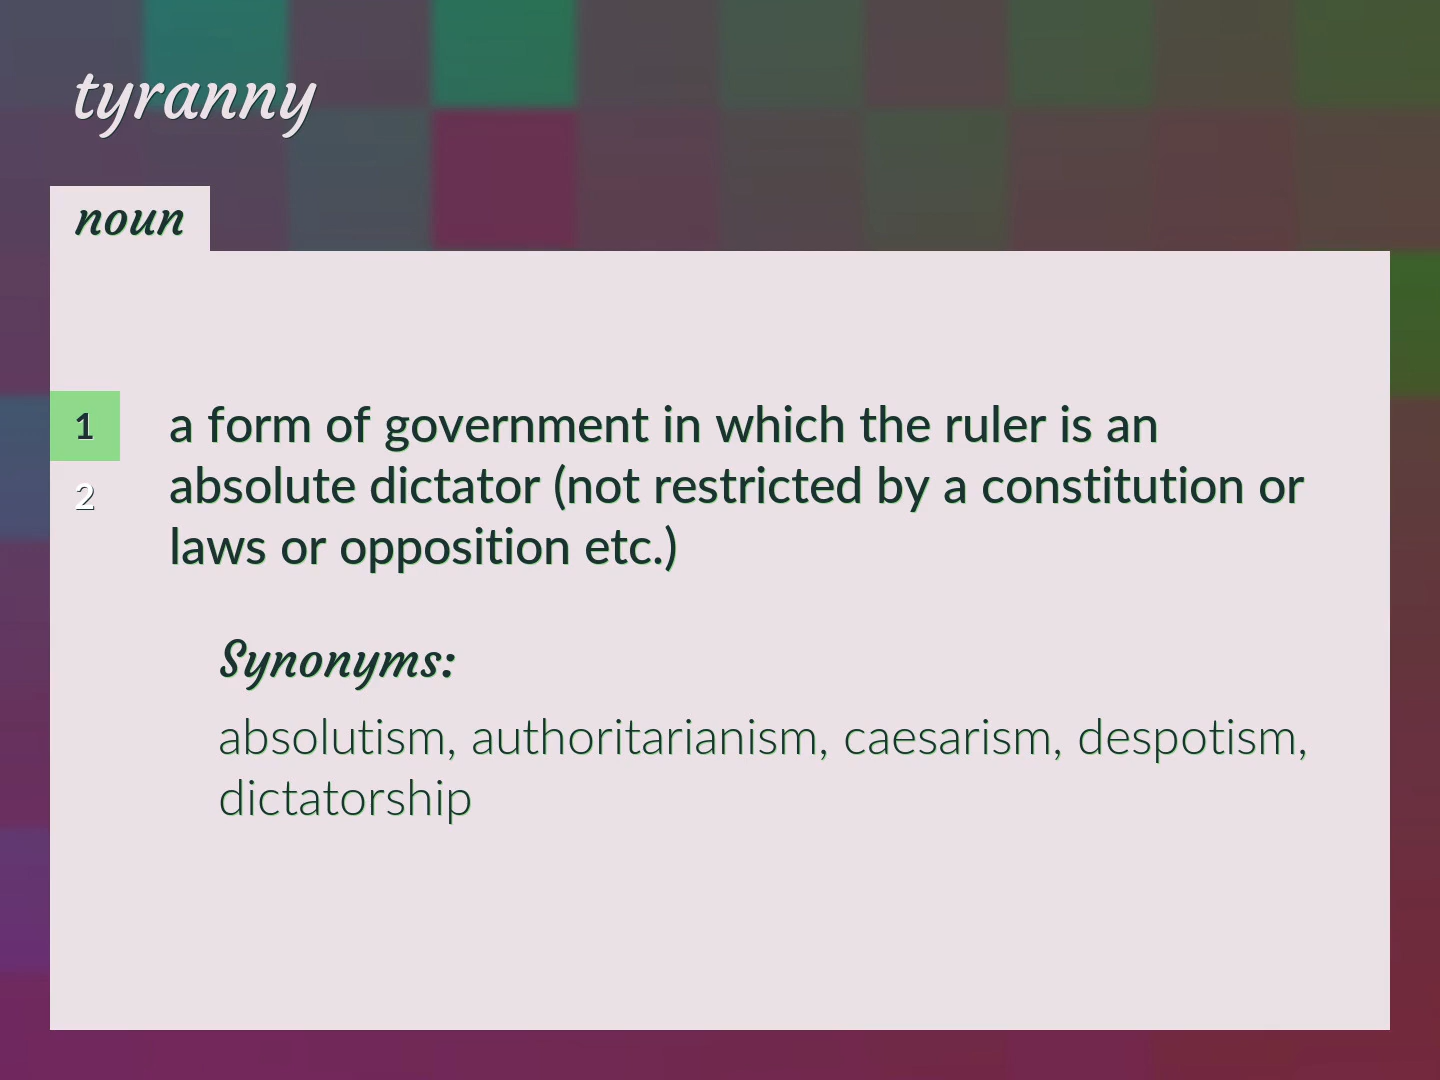 tyranny
noun
1
2
a form of government in which the ruler is an
absolute dictator (not restricted by a constitution or
laws or opposition etc.)
Synonyms:
absolutism, authoritarianism, caesarism, despotism,
dictatorship